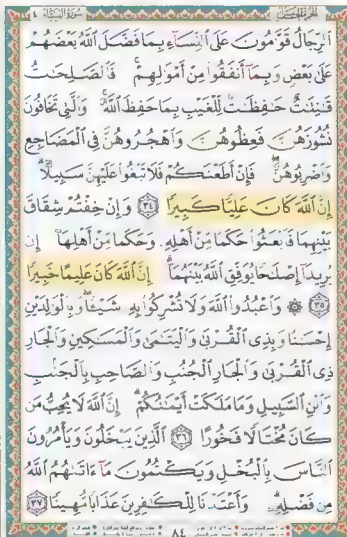 الجزء الخامس سورة النساء ٤
ٱلرِّجَالُ قَوَّٰمُونَ عَلَى ٱلنِّسَآءِ بِمَا فَضَّلَ ٱللَّهُ بَعْضَهُمْ
عَلَىٰ بَعْضٍ وَبِمَآ أَنفَقُوا۟ مِنْ أَمْوَٰلِهِمْ ۚ فَٱلصَّٰلِحَٰتُ
قَٰنِتَٰتٌ حَٰفِظَٰتٌ لِّلْغَيْبِ بِمَا حَفِظَ ٱللَّهُ ۚ وَٱلَّٰتِى تَخَافُونَ
نُشُوزَهُنَّ فَعِظُوهُنَّ وَٱهْجُرُوهُنَّ فِى ٱلْمَضَاجِعِ
وَٱضْرِبُوهُنَّ ۖ فَإِنْ أَطَعْنَكُمْ فَلَا تَبْغُوا۟ عَلَيْهِنَّ سَبِيلًا ۗ
إِنَّ ٱللَّهَ كَانَ عَلِيًّا كَبِيرًا ٣٤ وَإِنْ خِفْتُمْ شِقَاقَ
بَيْنِهِمَا فَٱبْعَثُوا۟ حَكَمًا مِّنْ أَهْلِهِۦ وَحَكَمًا مِّنْ أَهْلِهَآ إِن
يُرِيدَآ إِصْلَٰحًا يُوَفِّقِ ٱللَّهُ بَيْنَهُمَآ ۗ إِنَّ ٱللَّهَ كَانَ عَلِيمًا خَبِيرًا
٣٥ ۞ وَٱعْبُدُوا۟ ٱللَّهَ وَلَا تُشْرِكُوا۟ بِهِۦ شَيْـًٔا ۖ وَبِٱلْوَٰلِدَيْنِ
إِحْسَٰنًا وَبِذِى ٱلْقُرْبَىٰ وَٱلْيَتَٰمَىٰ وَٱلْمَسَٰكِينِ وَٱلْجَارِ
ذِى ٱلْقُرْبَىٰ وَٱلْجَارِ ٱلْجُنُبِ وَٱلصَّاحِبِ بِٱلْجَنۢبِ
وَٱبْنِ ٱلسَّبِيلِ وَمَا مَلَكَتْ أَيْمَٰنُكُمْ ۗ إِنَّ ٱللَّهَ لَا يُحِبُّ مَن
كَانَ مُخْتَالًا فَخُورًا ٣٦ ٱلَّذِينَ يَبْخَلُونَ وَيَأْمُرُونَ
ٱلنَّاسَ بِٱلْبُخْلِ وَيَكْتُمُونَ مَآ ءَاتَىٰهُمُ ٱللَّهُ
مِن فَضْلِهِۦ ۗ وَأَعْتَدْنَا لِلْكَٰفِرِينَ عَذَابًا مُّهِينًا ٣٧
٨٤